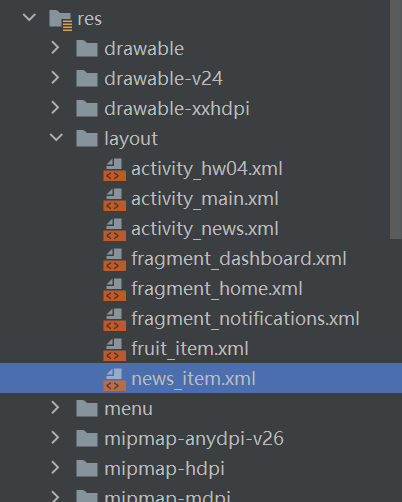 res
drawable
drawable-v24
drawable-xxhdpi
layout
activity_hw04.xml
activity_main.xml
activity_news.xml
fragment_dashboard.xml
fragment_home.xml
fragment_notifications.xml
fruit_item.xml
news_item.xml
menu
mipmap-anydpi-v26
mipmap-hdpi
mipmap-mdpi